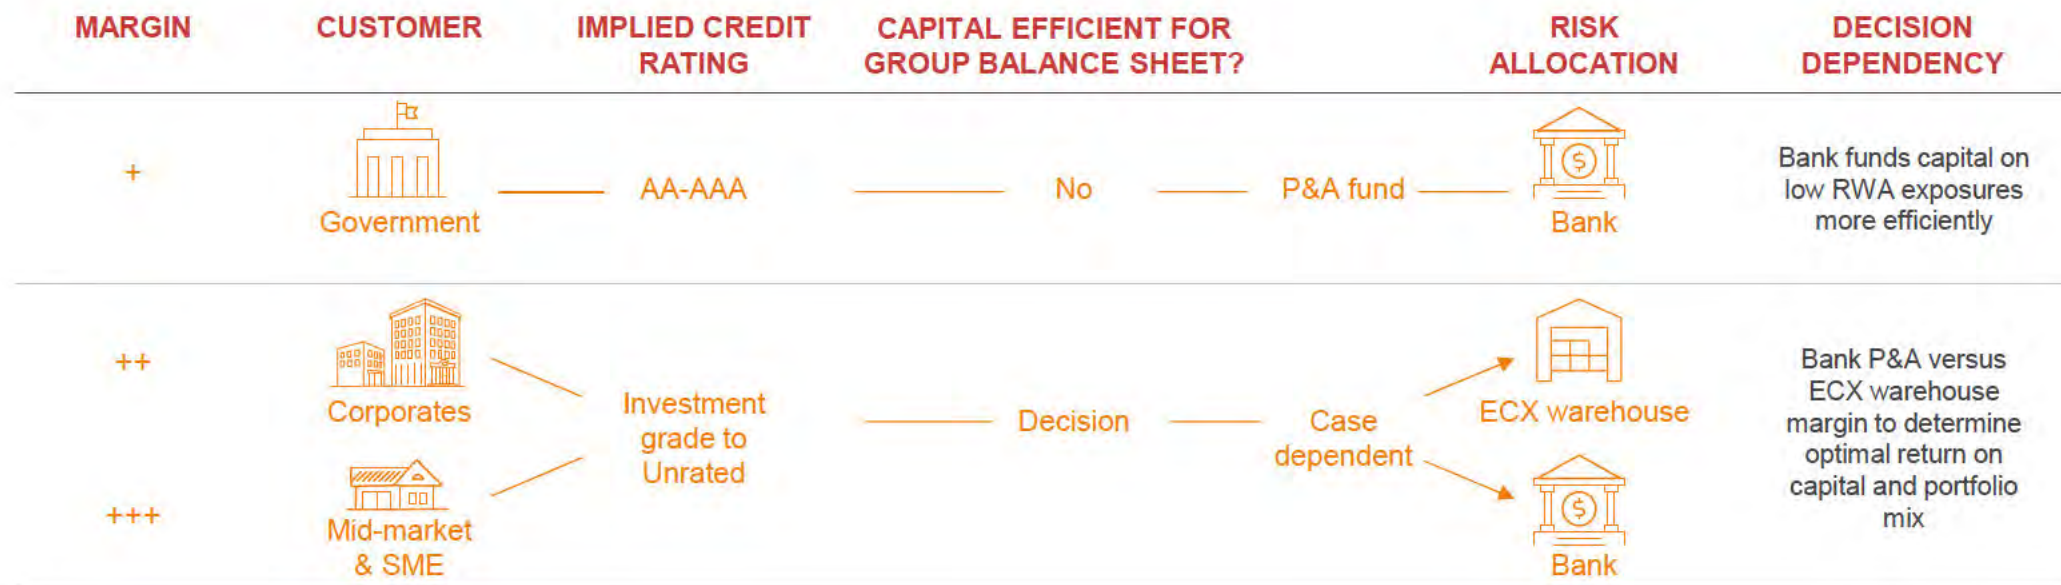 MARGIN
CUSTOMER
IMPLIED CREDIT
RATING
CAPITAL EFFICIENT FOR
GROUP BALANCE SHEET?
RISK
ALLOCATION
DECISION
DEPENDENCY
+
Government
AA-AAA
No
P&A fund
$
Bank
Bank funds capital on
low RWA exposures
more efficiently
++
Corporates
+++
Mid-market
& SME
Investment
grade to
Unrated
Decision
Case
dependent
ECX warehouse
$
Bank
Bank P&A versus
ECX warehouse
margin to determine
optimal return on
capital and portfolio
mix